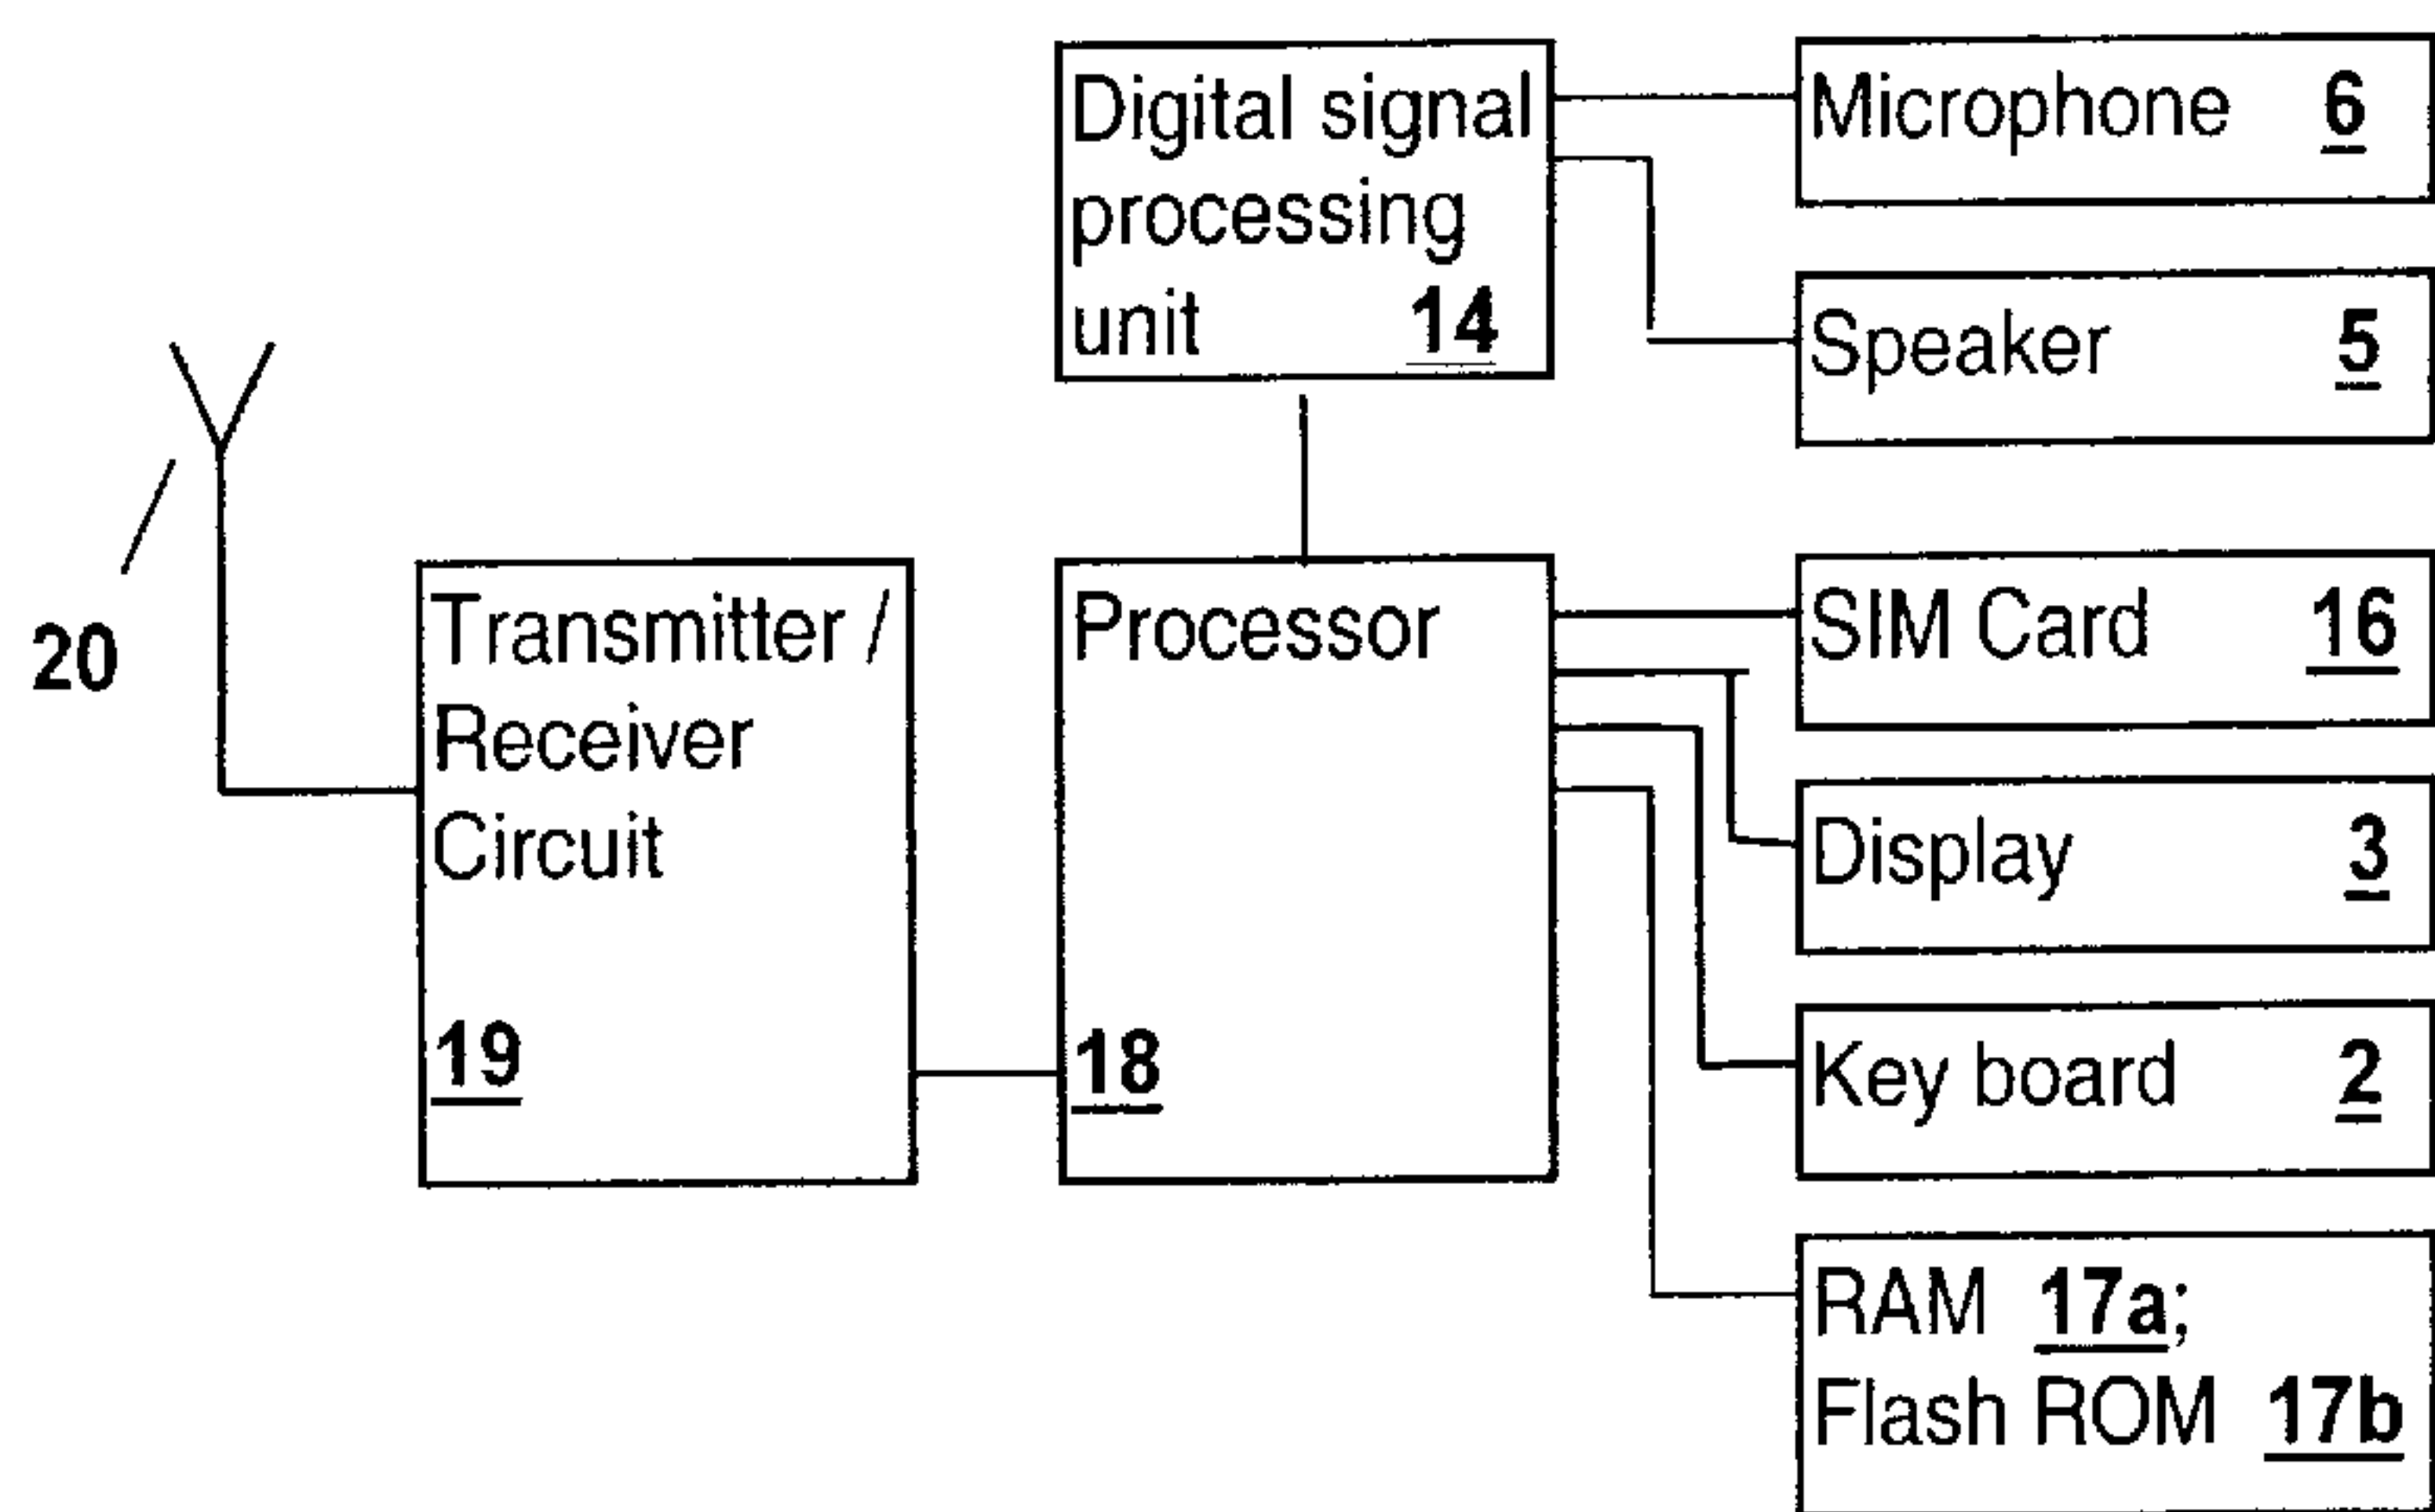 Digital signal
processing
unit 14
Microphone 6
Speaker 5
20
Transmitter /
Receiver
Circuit
19
Processor
18
SIM Card 16
Display 3
Key board 2
RAM 17a;
Flash ROM 17b